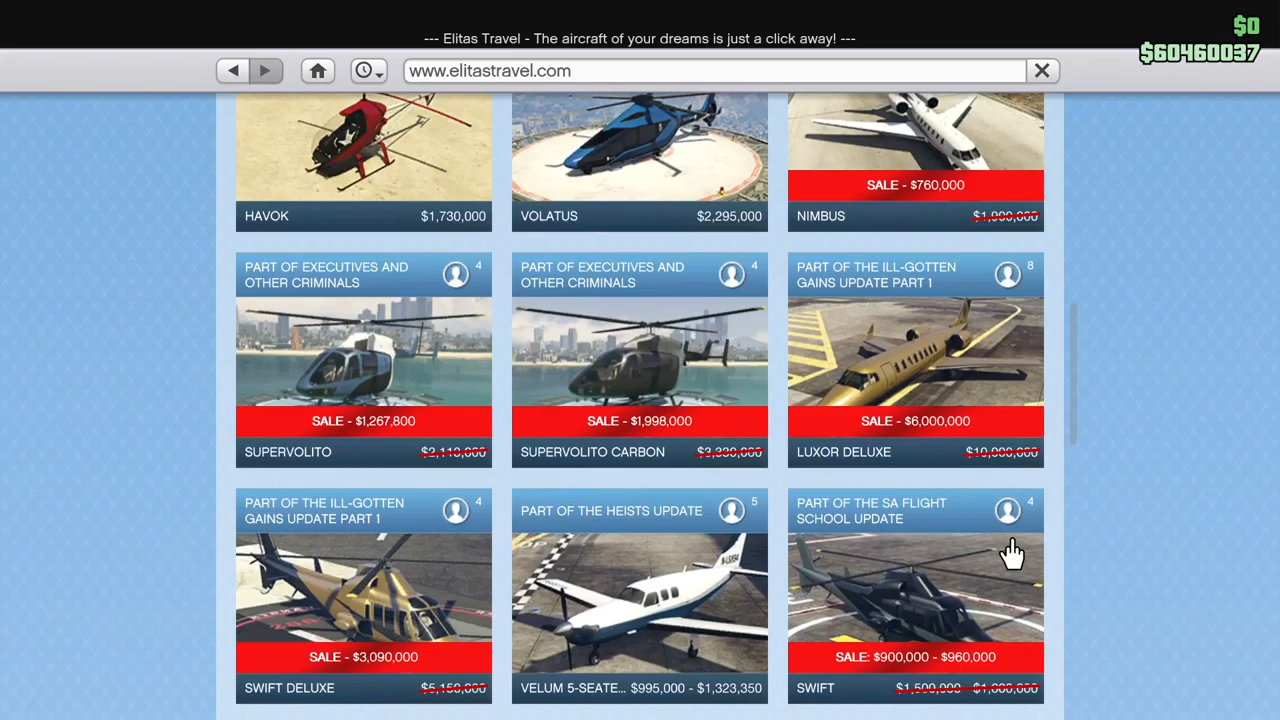 $0
--- Elitas Travel - The aircraft of your dreams is just a click away! ---
$60460037
www.elitastravel.com
SALE - $760,000
HAVOK $1,730,000
VOLATUS $2,295,000
NIMBUS $1,900,000
PART OF EXECUTIVES AND
OTHER CRIMINALS
4
PART OF EXECUTIVES AND
OTHER CRIMINALS
4
PART OF THE ILL-GOTTEN
GAINS UPDATE PART 1
8
SALE - $1,267,800
SALE - $1,998,000
SALE - $6,000,000
SUPERVOLITO $2,113,000
SUPERVOLITO CARBON $3,330,000
LUXOR DELUXE $10,000,000
PART OF THE ILL-GOTTEN
GAINS UPDATE PART 1
4
PART OF THE HEISTS UPDATE
5
PART OF THE SA FLIGHT
SCHOOL UPDATE
4
SALE - $3,090,000
SALE: $900,000 - $960,000
SWIFT DELUXE $5,150,000
VELUM 5-SEATE... $995,000 - $1,323,350
SWIFT $1,500,000 - $1,600,000